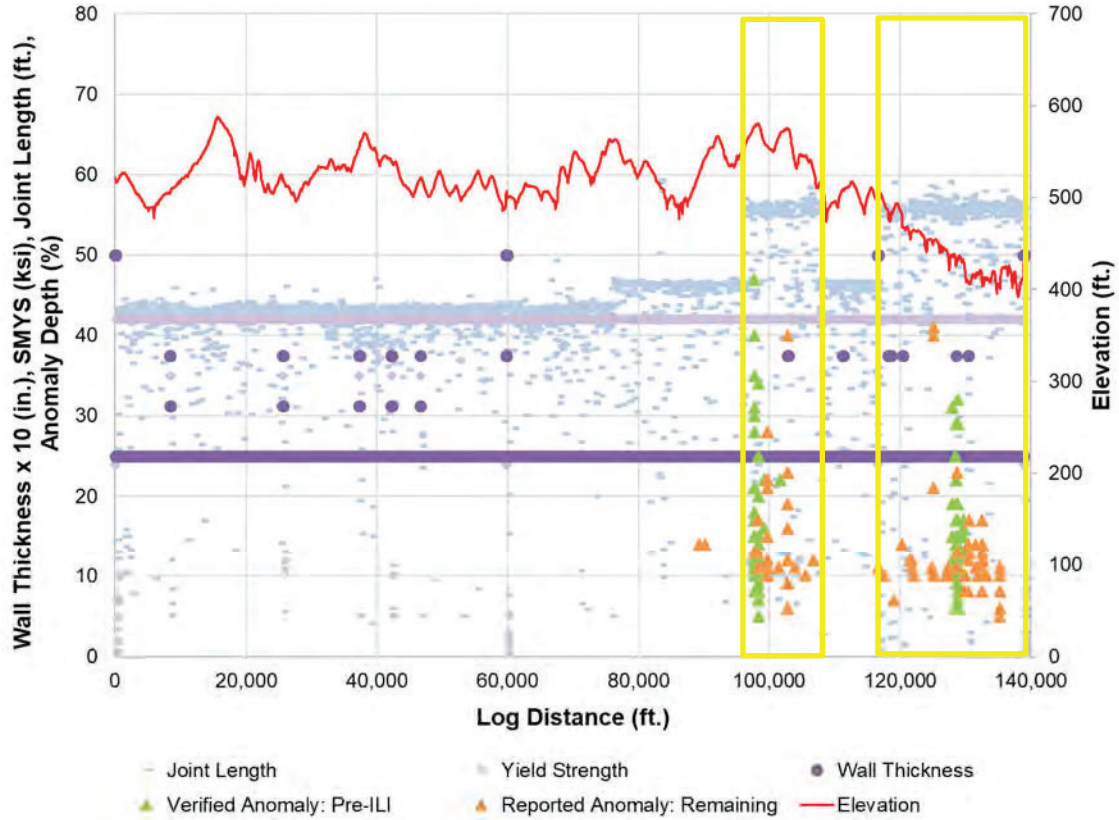 Wall Thickness x 10 (in.), SMYS (ksi), Joint Length (ft.),
Anomaly Depth (%)
80
70
60
50
40
30
20
10
0
700
600
500
400
300
200
100
0
Elevation (ft.)
0 20,000 40,000 60,000 80,000 100,000 120,000 140,000
Log Distance (ft.)
Joint Length Yield Strength Wall Thickness
Verified Anomaly: Pre-ILI Reported Anomaly: Remaining Elevation